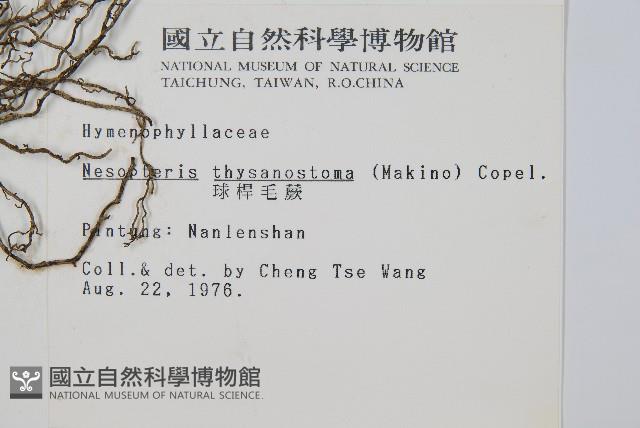 國立自然科學博物館
NATIONAL MUSEUM OF NATURAL SCIENCE
TAICHUNG, TAIWAN, R.O.CHINA
Hymenophyllaceae
Nesopteris thysanostoma (Makino) Copel.
球桿毛蕨
Pintung: Nanlenshan
Coll.& det. by Cheng Tse Wang
Aug. 22, 1976.
國立自然科學博物館
NATIONAL MUSEUM OF NATURAL SCIENCE.